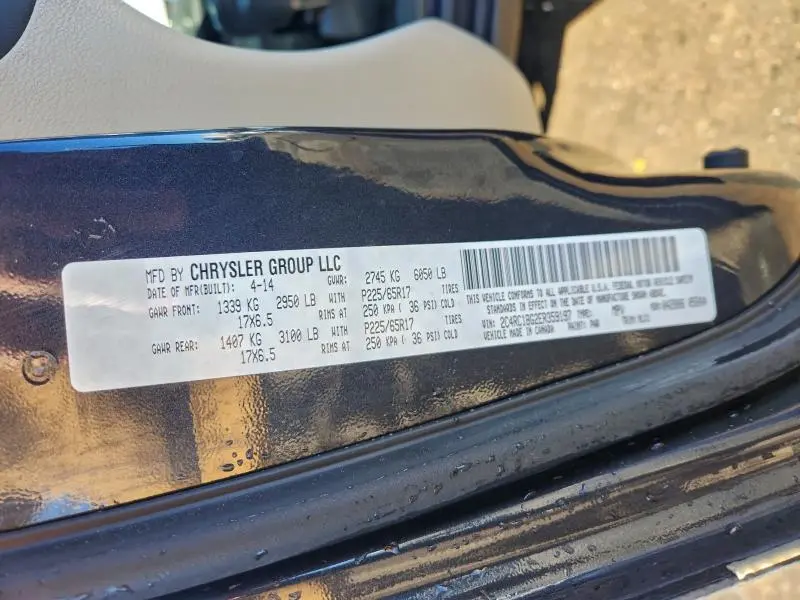 MFD BY CHRYSLER GROUP LLC
DATE OF MFR(BUILT): 4-14 GVWR: 2745 KG 6050 LB
GAWR FRONT: 1339 KG 2950 LB WITH P225/65R17 TIRES
17X6.5 RIMS AT 250 KPA ( 36 PSI) COLD
GAWR REAR: 1407 KG 3100 LB WITH P225/65R17 TIRES
17X6.5 RIMS AT 250 KPA ( 36 PSI) COLD
THIS VEHICLE CONFORMS TO ALL APPLICABLE U.S.A. FEDERAL MOTOR VEHICLE SAFETY
STANDARDS IN EFFECT ON THE DATE OF MANUFACTURE SHOWN ABOVE.
VIN: 2C4RC1BG2ER359197 TYPE: MPV
MADE IN CANADA PAINT: TRIM: